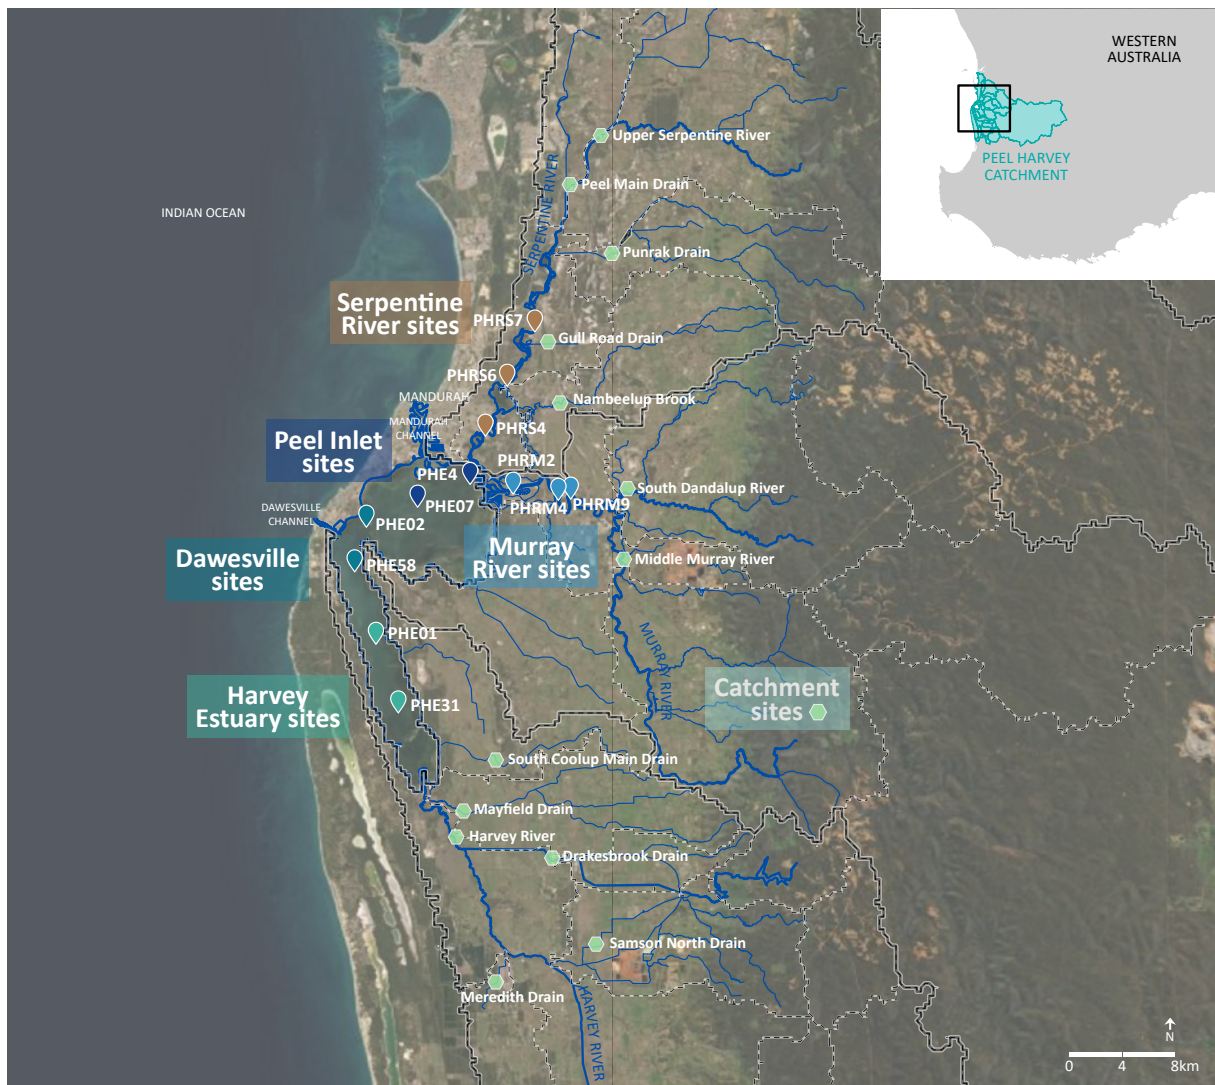 WESTERN
AUSTRALIA
PEEL HARVEY
CATCHMENT
INDIAN OCEAN
Upper Serpentine River
SERPENTINE RIVER
Peel Main Drain
Punrak Drain
Serpentine
River sites
PHRS7
Gull Road Drain
PHRS6
MANDURAH
Nambeelup Brook
MANDURAH
CHANNEL
PHRS4
Peel Inlet
sites
PHRM2
PHE4
PHE07
PHRM4
PHRM9
South Dandalup River
DAWESVILLE
CHANNEL
PHE02
Dawesville
sites
PHE58
Murray
River sites
Middle Murray River
PHE01
MURRAY RIVER
Harvey
Estuary sites
PHE31
Catchment
sites
South Coolup Main Drain
Mayfield Drain
Harvey River
Drakesbrook Drain
Samson North Drain
Meredith Drain
HARVEY RIVER
N
0 4 8km